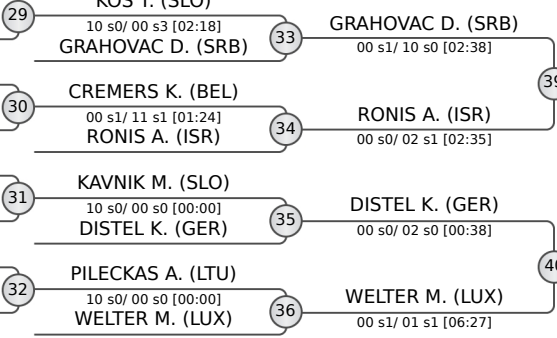 KOS T. (SLO)
29
10 s0/ 00 s3 [02:18]
GRAHOVAC D. (SRB)
33
GRAHOVAC D. (SRB)
00 s1/ 10 s0 [02:38]
39
CREMERS K. (BEL)
30
00 s1/ 11 s1 [01:24]
RONIS A. (ISR)
34
RONIS A. (ISR)
00 s0/ 02 s1 [02:35]
KAVNIK M. (SLO)
31
10 s0/ 00 s0 [00:00]
DISTEL K. (GER)
35
DISTEL K. (GER)
00 s0/ 02 s0 [00:38]
40
PILECKAS A. (LTU)
32
10 s0/ 00 s0 [00:00]
WELTER M. (LUX)
36
WELTER M. (LUX)
00 s1/ 01 s1 [06:27]